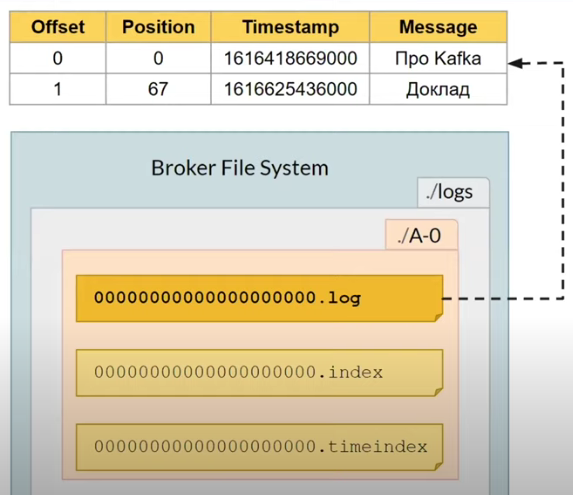 Offset Position Timestamp Message
0 0 1616418669000 Про Kafka
1 67 1616625436000 Доклад
Broker File System
./logs
./A-0
00000000000000000000.log
00000000000000000000.index
00000000000000000000.timeindex